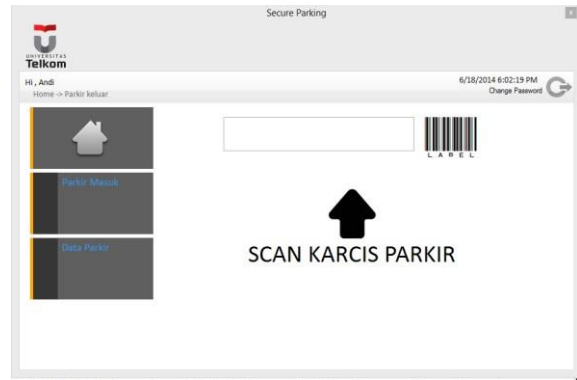 Secure Parking
x
UNIVERSITAS
Telkom
Hi , Andi
6/18/2014 6:02:19 PM
Home -> Parkir keluar
Change Password
LABEL
Parkir Masuk
Data Parkir
SCAN KARCIS PARKIR